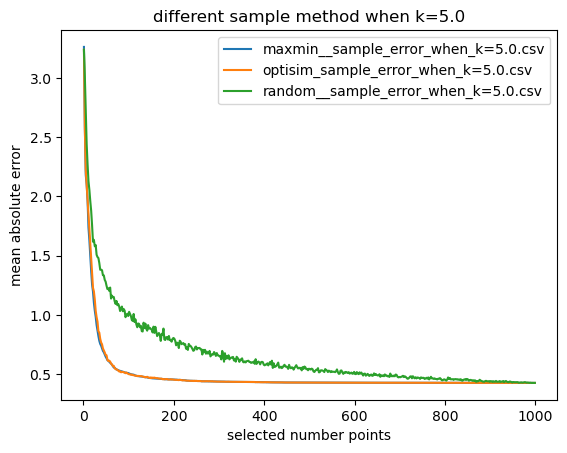 different sample method when k=5.0
maxmin__sample_error_when_k=5.0.csv
optisim_sample_error_when_k=5.0.csv
random__sample_error_when_k=5.0.csv
mean absolute error
3.0
2.5
2.0
1.5
1.0
0.5
0 200 400 600 800 1000
selected number points